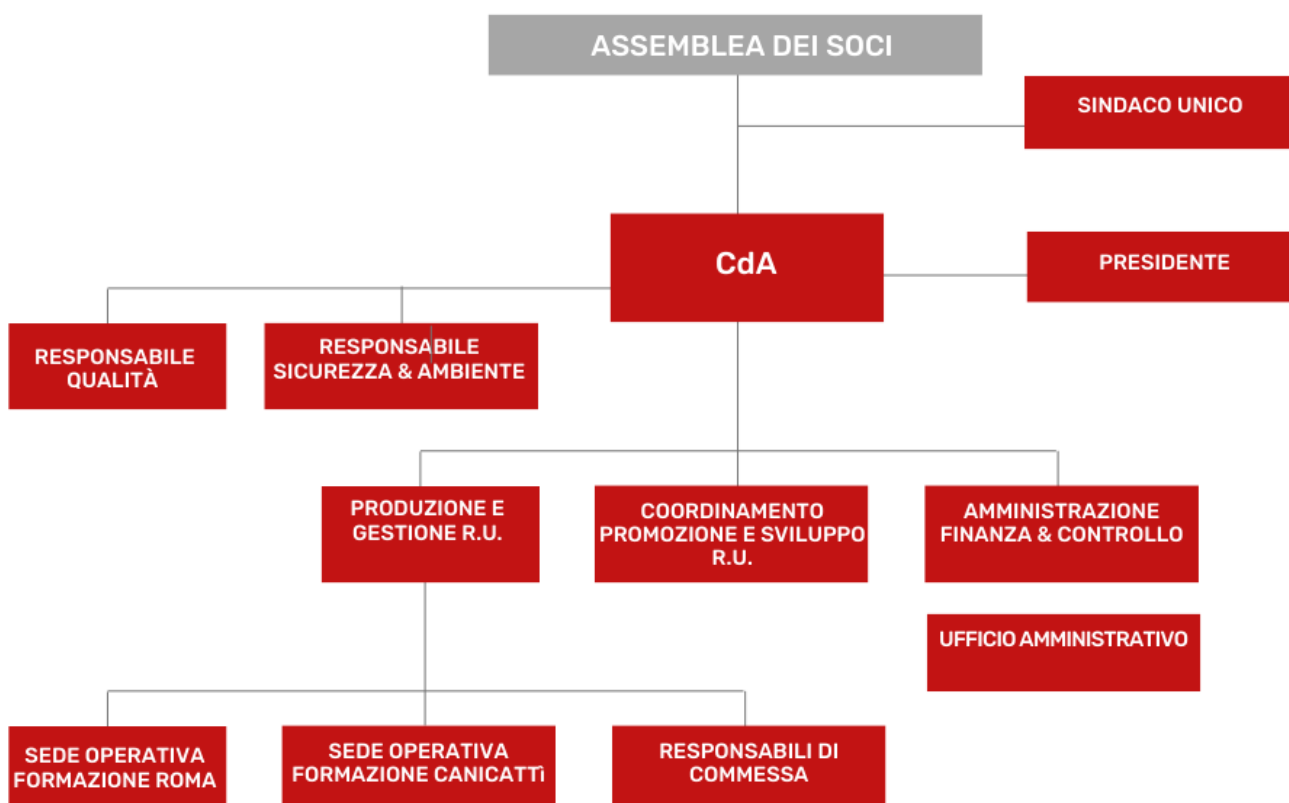 ASSEMBLEA DEI SOCI
SINDACO UNICO
CdA
PRESIDENTE
RESPONSABILE
QUALITÀ
RESPONSABILE
SICUREZZA & AMBIENTE
PRODUZIONE E
GESTIONE R.U.
COORDINAMENTO
PROMOZIONE E SVILUPPO
R.U.
AMMINISTRAZIONE
FINANZA & CONTROLLO
UFFICIO AMMINISTRATIVO
SEDE OPERATIVA
FORMAZIONE ROMA
SEDE OPERATIVA
FORMAZIONE CANICATTì
RESPONSABILI DI
COMMESSA